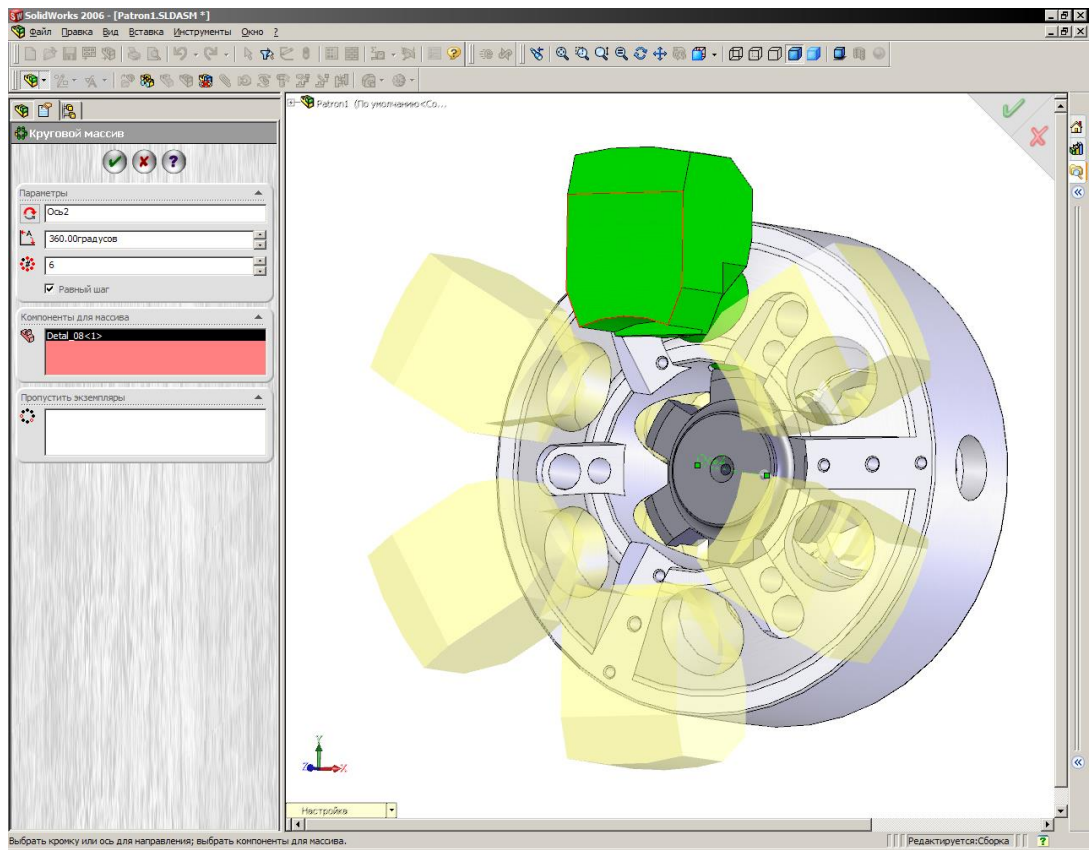 SolidWorks 2006 - [Patron1.SLDASM *]
Файл Правка Вид Вставка Инструменты Окно ?
Patron1 (По умолчанию<Со...
Круговой массив
Параметры
Ось2
360.00градусов
6
Равный шаг
Компоненты для массива
Detal_08<1>
Пропустить экземпляры
Y
Z
X
Настройка
Выбрать кромку или ось для направления; выбрать компоненты для массива.
Редактируется:Сборка